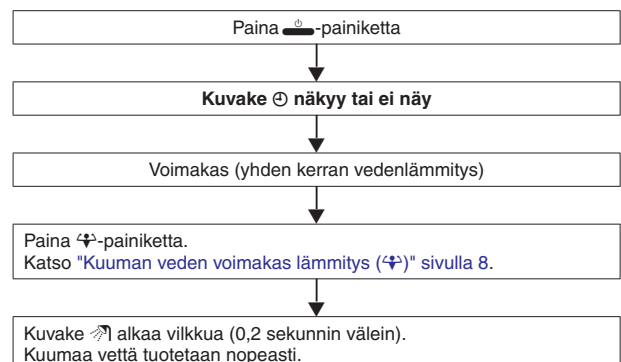 Paina -painiketta
Kuvake näkyy tai ei näy
Voimakas (yhden kerran vedenlämmitys)
Paina -painiketta.
Katso "Kuuman veden voimakas lämmitys ()" sivulla 8.
Kuvake alkaa vilkkua (0,2 sekunnin välein).
Kuumaa vettä tuotetaan nopeasti.